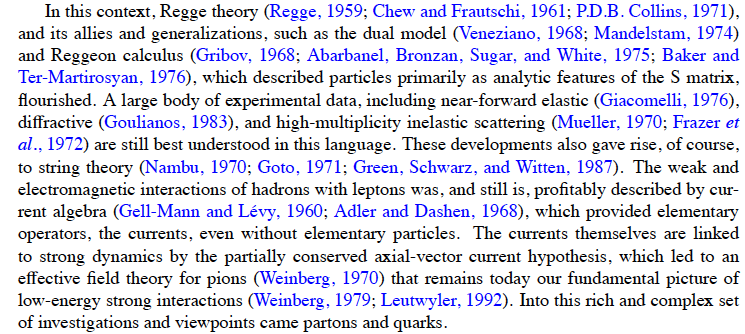 In this context, Regge theory (Regge, 1959; Chew and Frautschi, 1961; P.D.B. Collins, 1971),
and its allies and generalizations, such as the dual model (Veneziano, 1968; Mandelstam, 1974)
and Reggeon calculus (Gribov, 1968; Abarbanel, Bronzan, Sugar, and White, 1975; Baker and
Ter-Martirosyan, 1976), which described particles primarily as analytic features of the S matrix,
flourished. A large body of experimental data, including near-forward elastic (Giacomelli, 1976),
diffractive (Goulianos, 1983), and high-multiplicity inelastic scattering (Mueller, 1970; Frazer et
al., 1972) are still best understood in this language. These developments also gave rise, of course,
to string theory (Nambu, 1970; Goto, 1971; Green, Schwarz, and Witten, 1987). The weak and
electromagnetic interactions of hadrons with leptons was, and still is, profitably described by cur-
rent algebra (Gell-Mann and Lévy, 1960; Adler and Dashen, 1968), which provided elementary
operators, the currents, even without elementary particles. The currents themselves are linked
to strong dynamics by the partially conserved axial-vector current hypothesis, which led to an
effective field theory for pions (Weinberg, 1970) that remains today our fundamental picture of
low-energy strong interactions (Weinberg, 1979; Leutwyler, 1992). Into this rich and complex set
of investigations and viewpoints came partons and quarks.